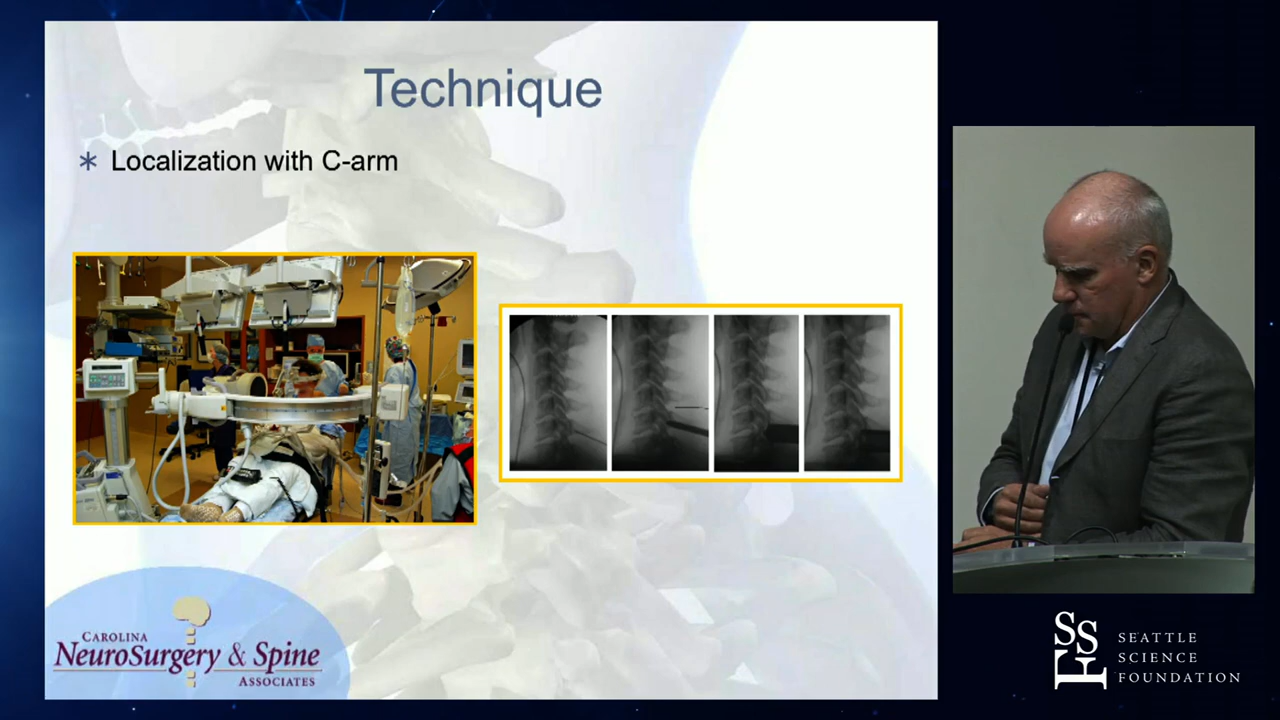 Technique
Localization with C-arm
CAROLINA
NEUROSURGERY & SPINE
ASSOCIATES
SSF
SEATTLE
SCIENCE
FOUNDATION